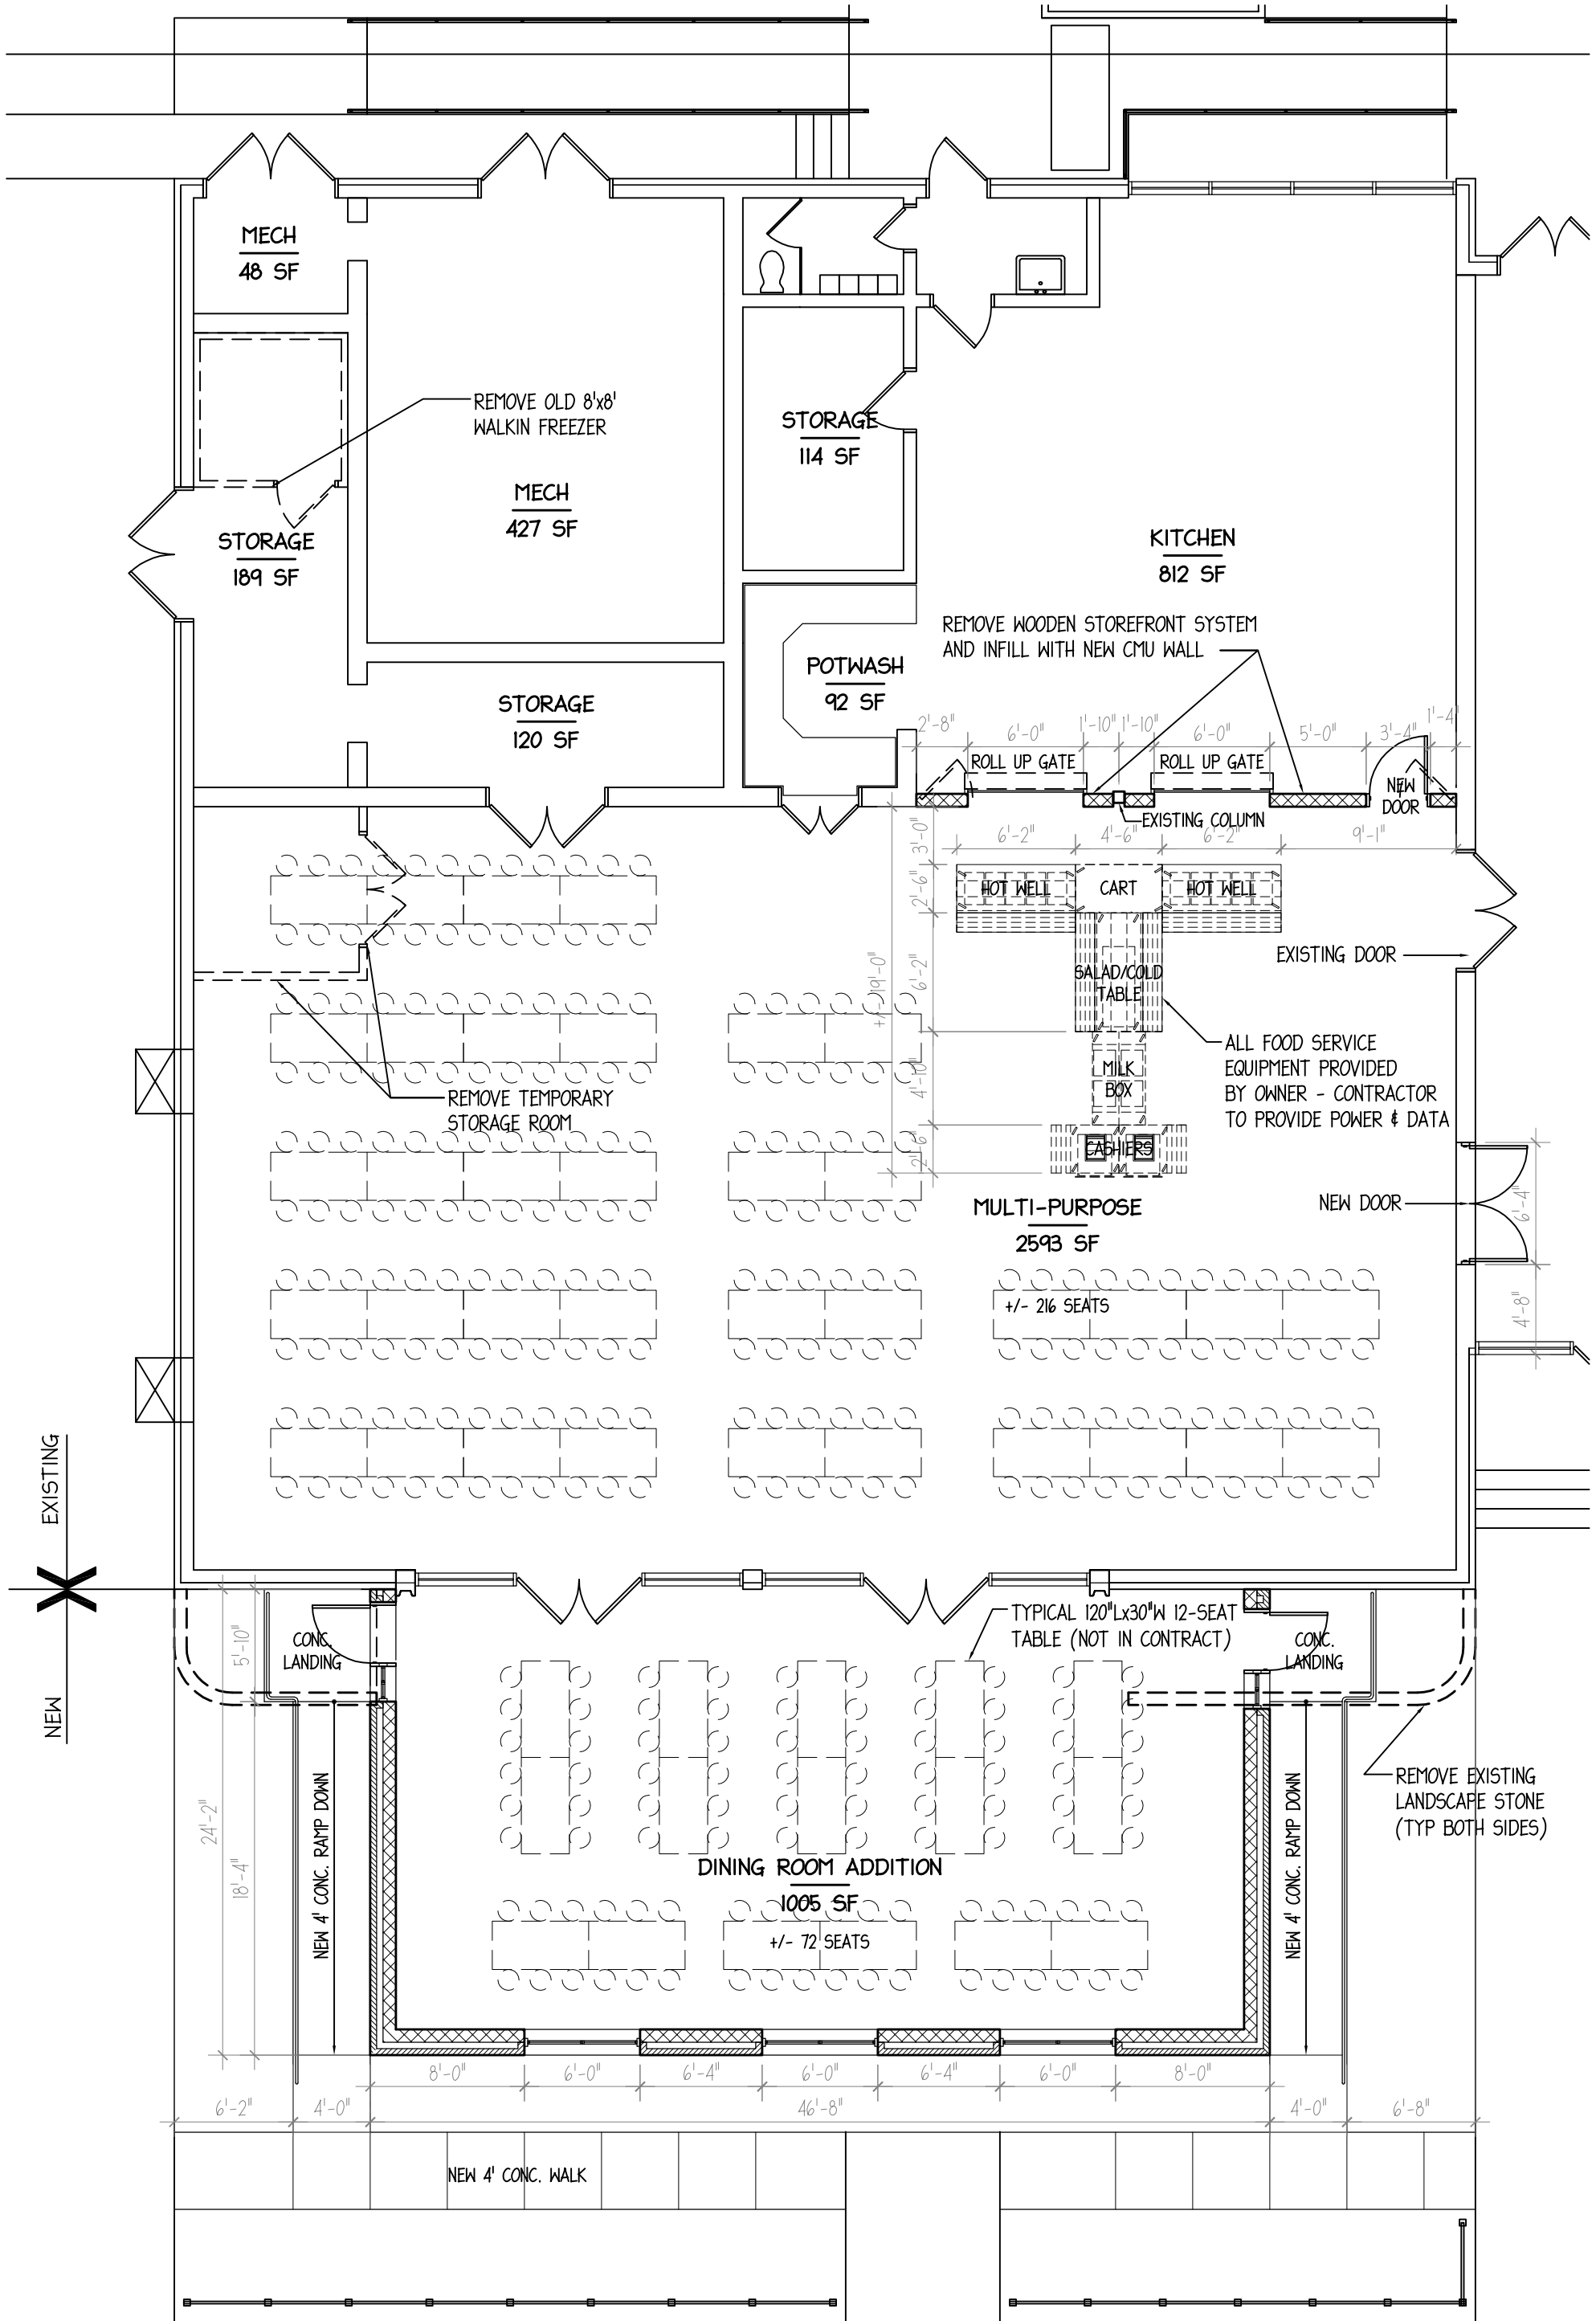 MECH
48 SF
REMOVE OLD 8'x8'
WALKIN FREEZER
STORAGE
114 SF
MECH
427 SF
STORAGE
189 SF
KITCHEN
812 SF
REMOVE WOODEN STOREFRONT SYSTEM
AND INFILL WITH NEW CMU WALL
POTWASH
92 SF
STORAGE
120 SF
2'-8"
6'-0"
1'-10"
1'-10"
6'-0"
5'-0"
3'-4"
1'-4"
ROLL UP GATE
ROLL UP GATE
NEW
DOOR
EXISTING COLUMN
6'-2"
4'-6"
6'-2"
9'-1"
3'-0"
2'-6"
6'-2"
4'-10"
2'-6"
+/- 19'-0"
HOT WELL
CART
HOT WELL
SALAD/COLD
TABLE
MILK
BOX
CASHIERS
EXISTING DOOR
ALL FOOD SERVICE
EQUIPMENT PROVIDED
BY OWNER - CONTRACTOR
TO PROVIDE POWER & DATA
REMOVE TEMPORARY
STORAGE ROOM
MULTI-PURPOSE
2593 SF
NEW DOOR
6'-4"
4'-8"
+/- 216 SEATS
EXISTING
NEW
CONC.
LANDING
TYPICAL 120"Lx30"W 12-SEAT
TABLE (NOT IN CONTRACT)
CONC.
LANDING
5'-10"
24'-2"
18'-4"
NEW 4' CONC. RAMP DOWN
NEW 4' CONC. RAMP DOWN
REMOVE EXISTING
LANDSCAPE STONE
(TYP BOTH SIDES)
DINING ROOM ADDITION
1005 SF
+/- 72 SEATS
8'-0"
6'-0"
6'-4"
6'-0"
6'-4"
6'-0"
8'-0"
6'-2"
4'-0"
46'-8"
4'-0"
6'-8"
NEW 4' CONC. WALK